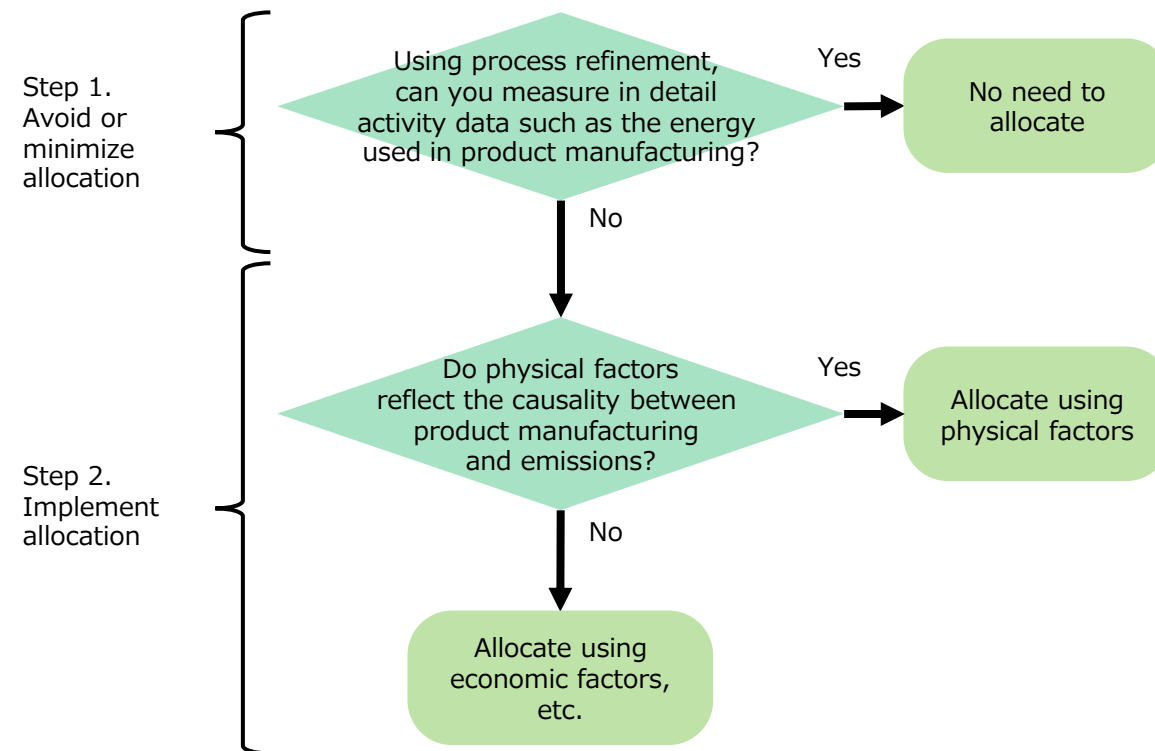 Step 1.
Avoid or
minimize
allocation
Using process refinement,
can you measure in detail
activity data such as the energy
used in product manufacturing?
Yes
No need to
allocate
No
Step 2.
Implement
allocation
Do physical factors
reflect the causality between
product manufacturing
and emissions?
Yes
Allocate using
physical factors
No
Allocate using
economic factors,
etc.